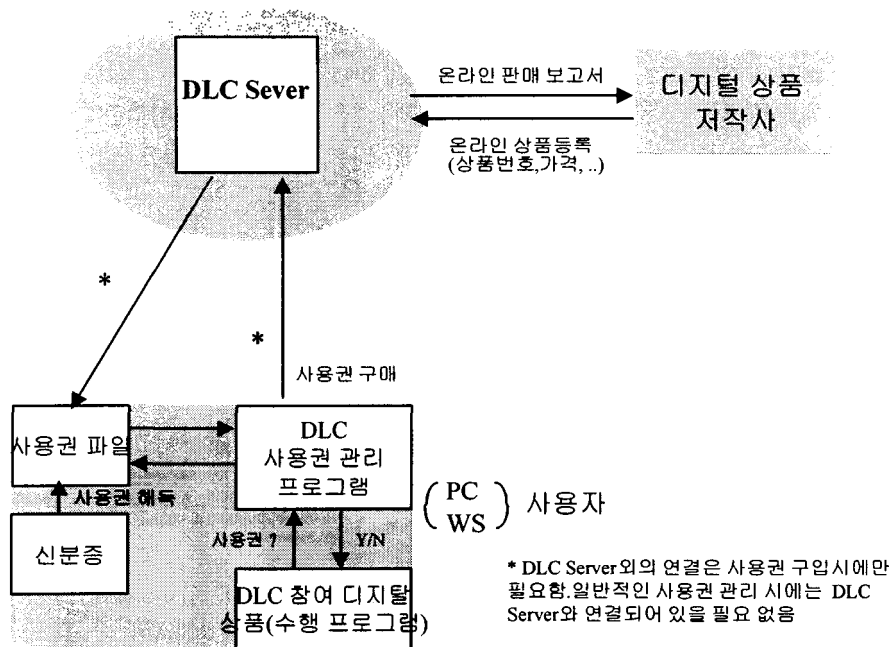 DLC Sever
온라인 판매 보고서
디지털 상품
저작사
온라인 상품등록
(상품번호,가격, ..)
*
*
사용권 구매
사용권 파일
DLC
사용권 관리
프로그램
사용권 해득
신분증
사용권 ?
Y/N
PC
WS
사용자
DLC 참여 디지탈
상품(수행 프로그램)
* DLC Server외의 연결은 사용권 구입시에만
필요함.일반적인 사용권 관리 시에는 DLC
Server와 연결되어 있을 필요 없음